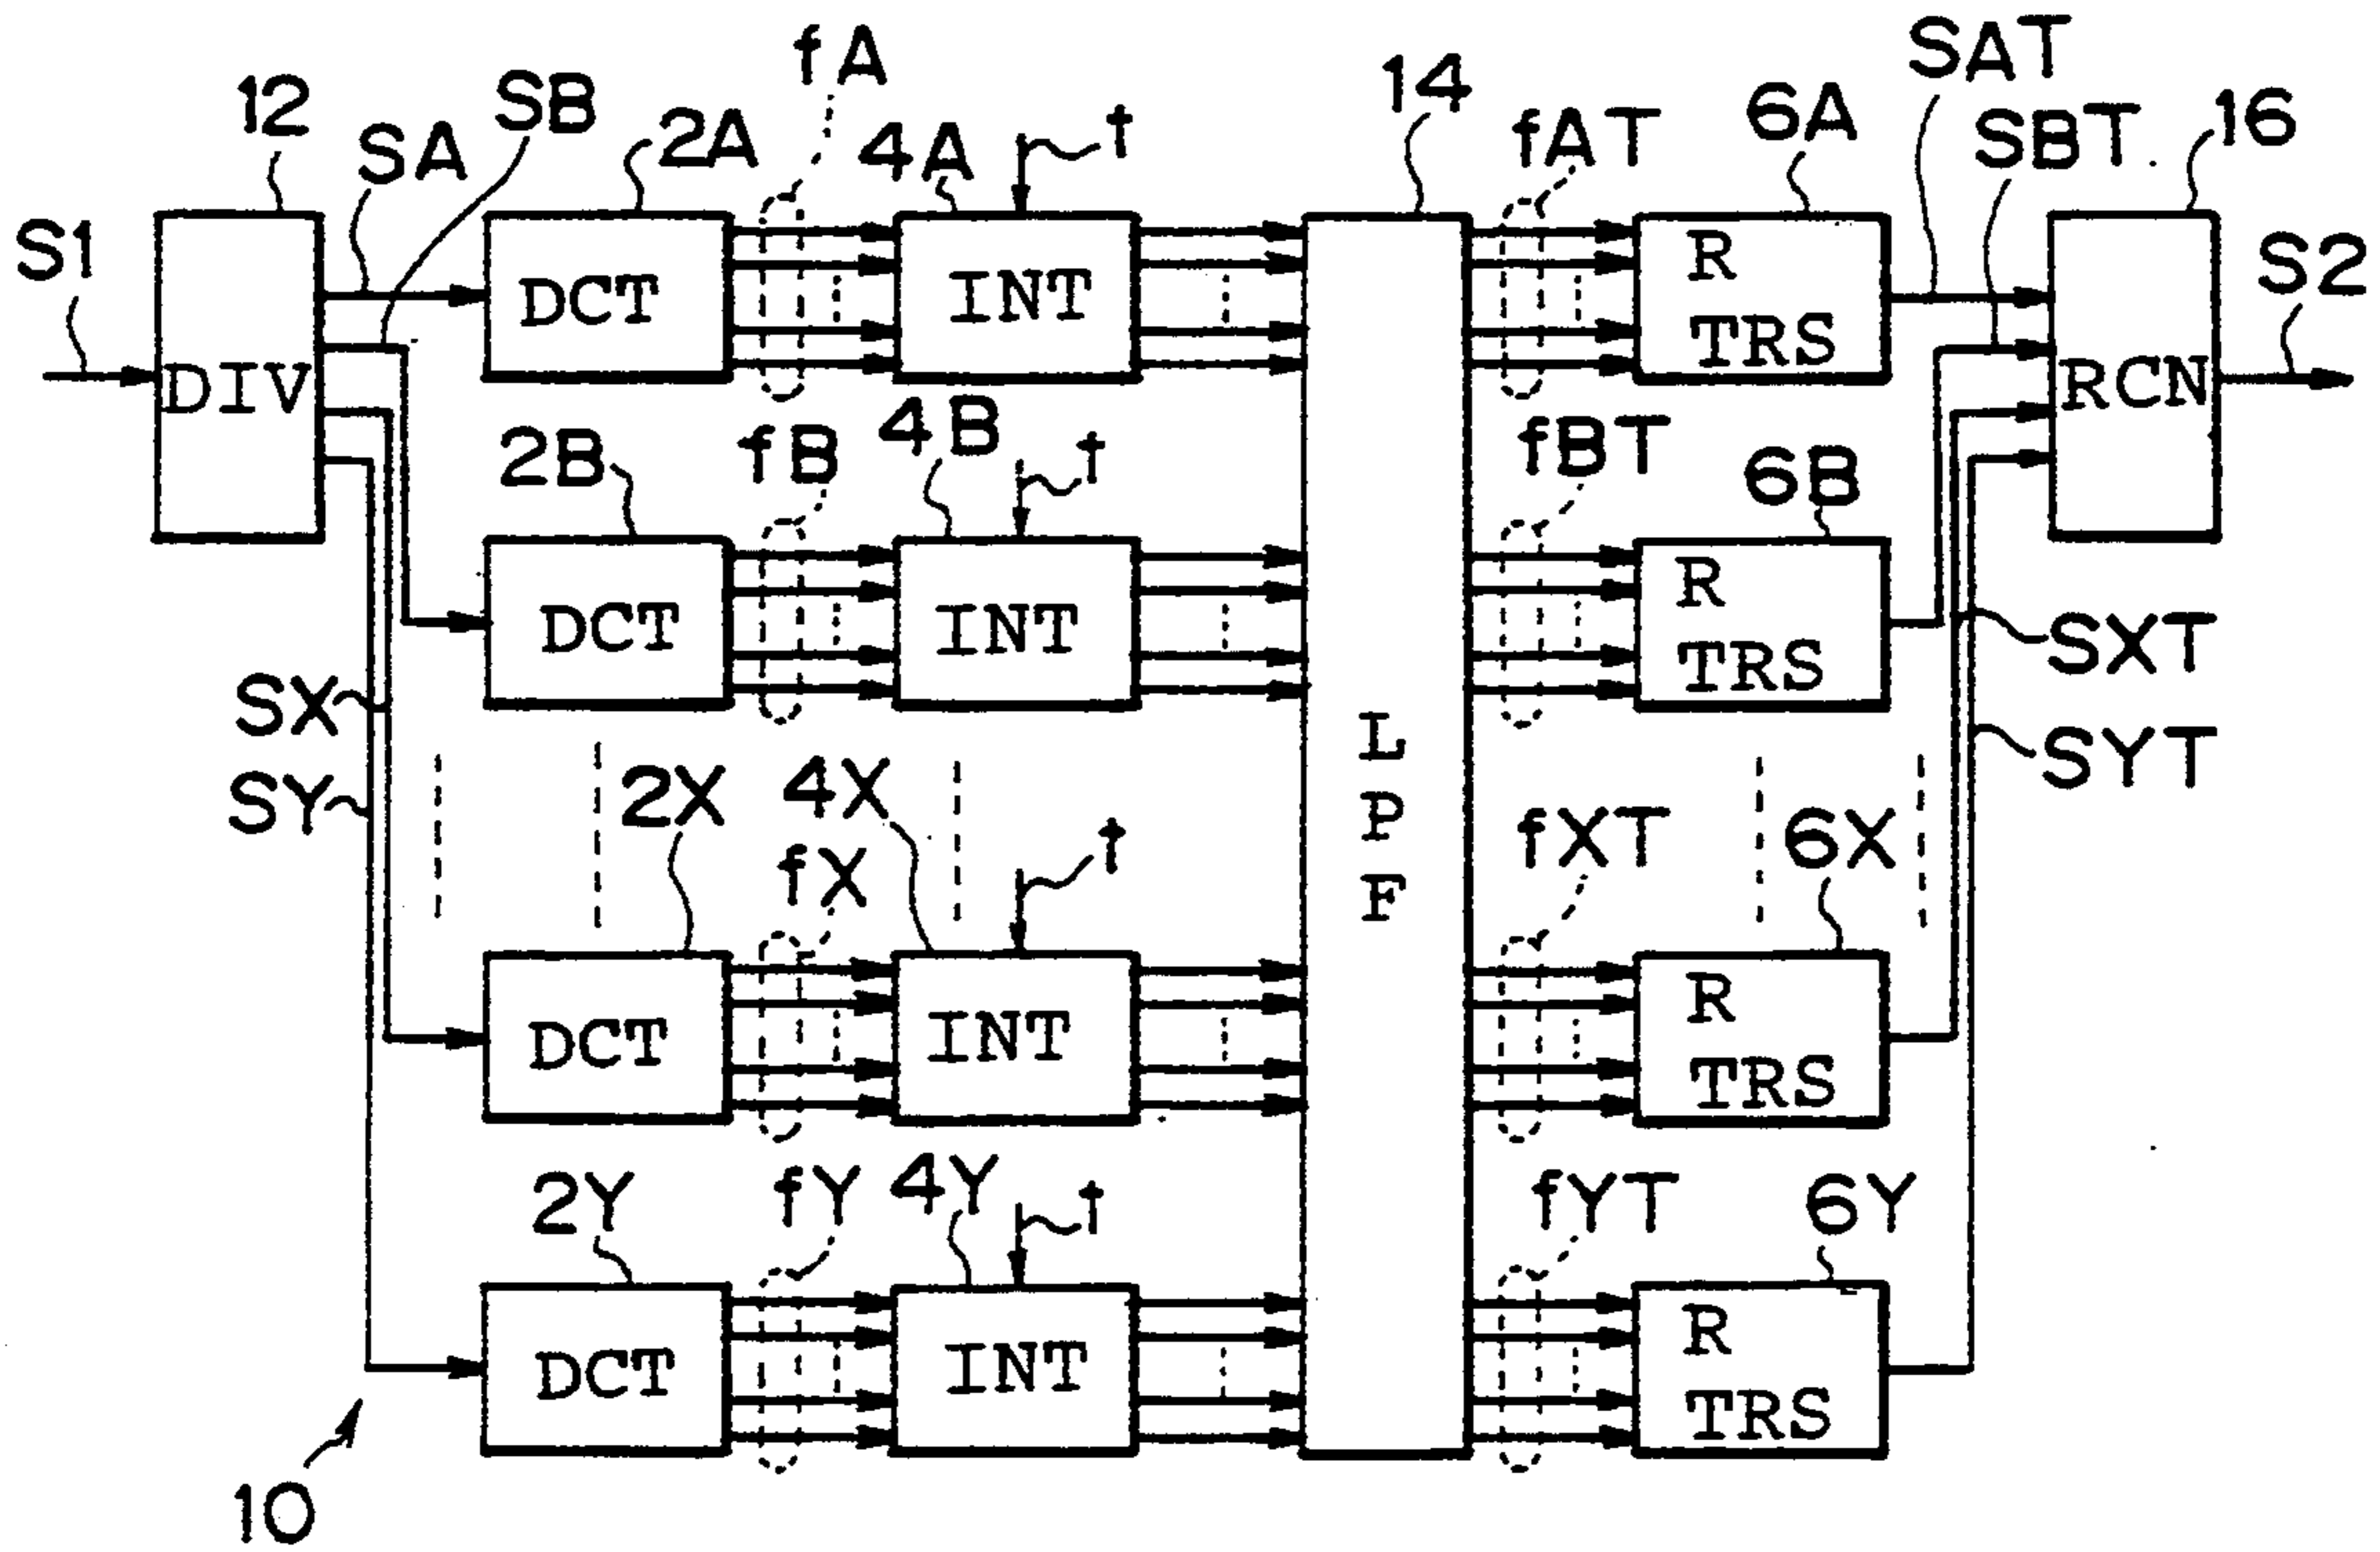 fA
14
SAT
12
SB
2A
4A
t
fAT
6A
SBT
16
SA
S1
DCT
INT
R
TRS
S2
DIV
RCN
2B
fB
4B
t
fBT
6B
DCT
INT
R
TRS
SXT
SX
SYT
SY
L
P
F
2X
4X
fX
t
fXT
6X
DCT
INT
R
TRS
2Y
fY
4Y
t
fYT
6Y
DCT
INT
R
TRS
10